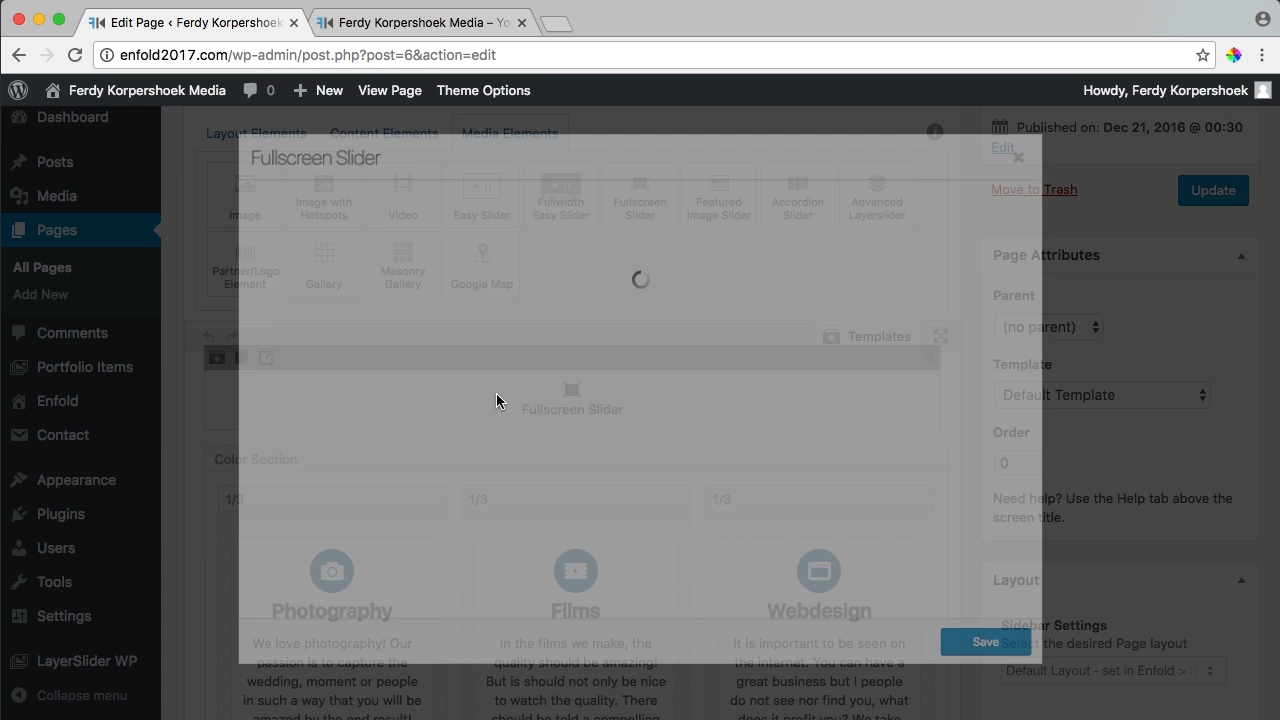 Edit Page ‹ Ferdy Korpershoek
Ferdy Korpershoek Media – Yo
enfold2017.com/wp-admin/post.php?post=6&action=edit
Ferdy Korpershoek Media
0
New
View Page
Theme Options
Howdy, Ferdy Korpershoek
Dashboard
Posts
Media
Pages
All Pages
Add New
Comments
Portfolio Items
Enfold
Contact
Appearance
Plugins
Users
Tools
Settings
LayerSlider WP
Collapse menu
Layout Elements
Content Elements
Media Elements
Fullscreen Slider
Image
Image with
Hotspots
Video
Easy Slider
Fullwidth
Easy Slider
Fullscreen
Slider
Featured
Image Slider
Accordion
Slider
Advanced
Layerslider
Partner/Logo
Element
Gallery
Masonry
Gallery
Google Map
Templates
Fullscreen Slider
Color Section
1/3
1/3
1/3
Photography
We love photography! Our
passion is to capture the
wedding, moment or people
in such a way that you will be
amazed by the end result!
Films
In the films we make, the
quality should be amazing!
But is should not only be nice
to watch the quality. There
should be told a compelling
Webdesign
It is important to be seen on
the internet. You can have a
great business but I people
do not see nor find you, what
does it profit you? We take
Save
Published on: Dec 21, 2016 @ 00:30
Edit
Move to Trash
Update
Page Attributes
Parent
(no parent)
Template
Default Template
Order
0
Need help? Use the Help tab above the
screen title.
Layout
Sidebar Settings
Select the desired Page layout
Default Layout - set in Enfold >